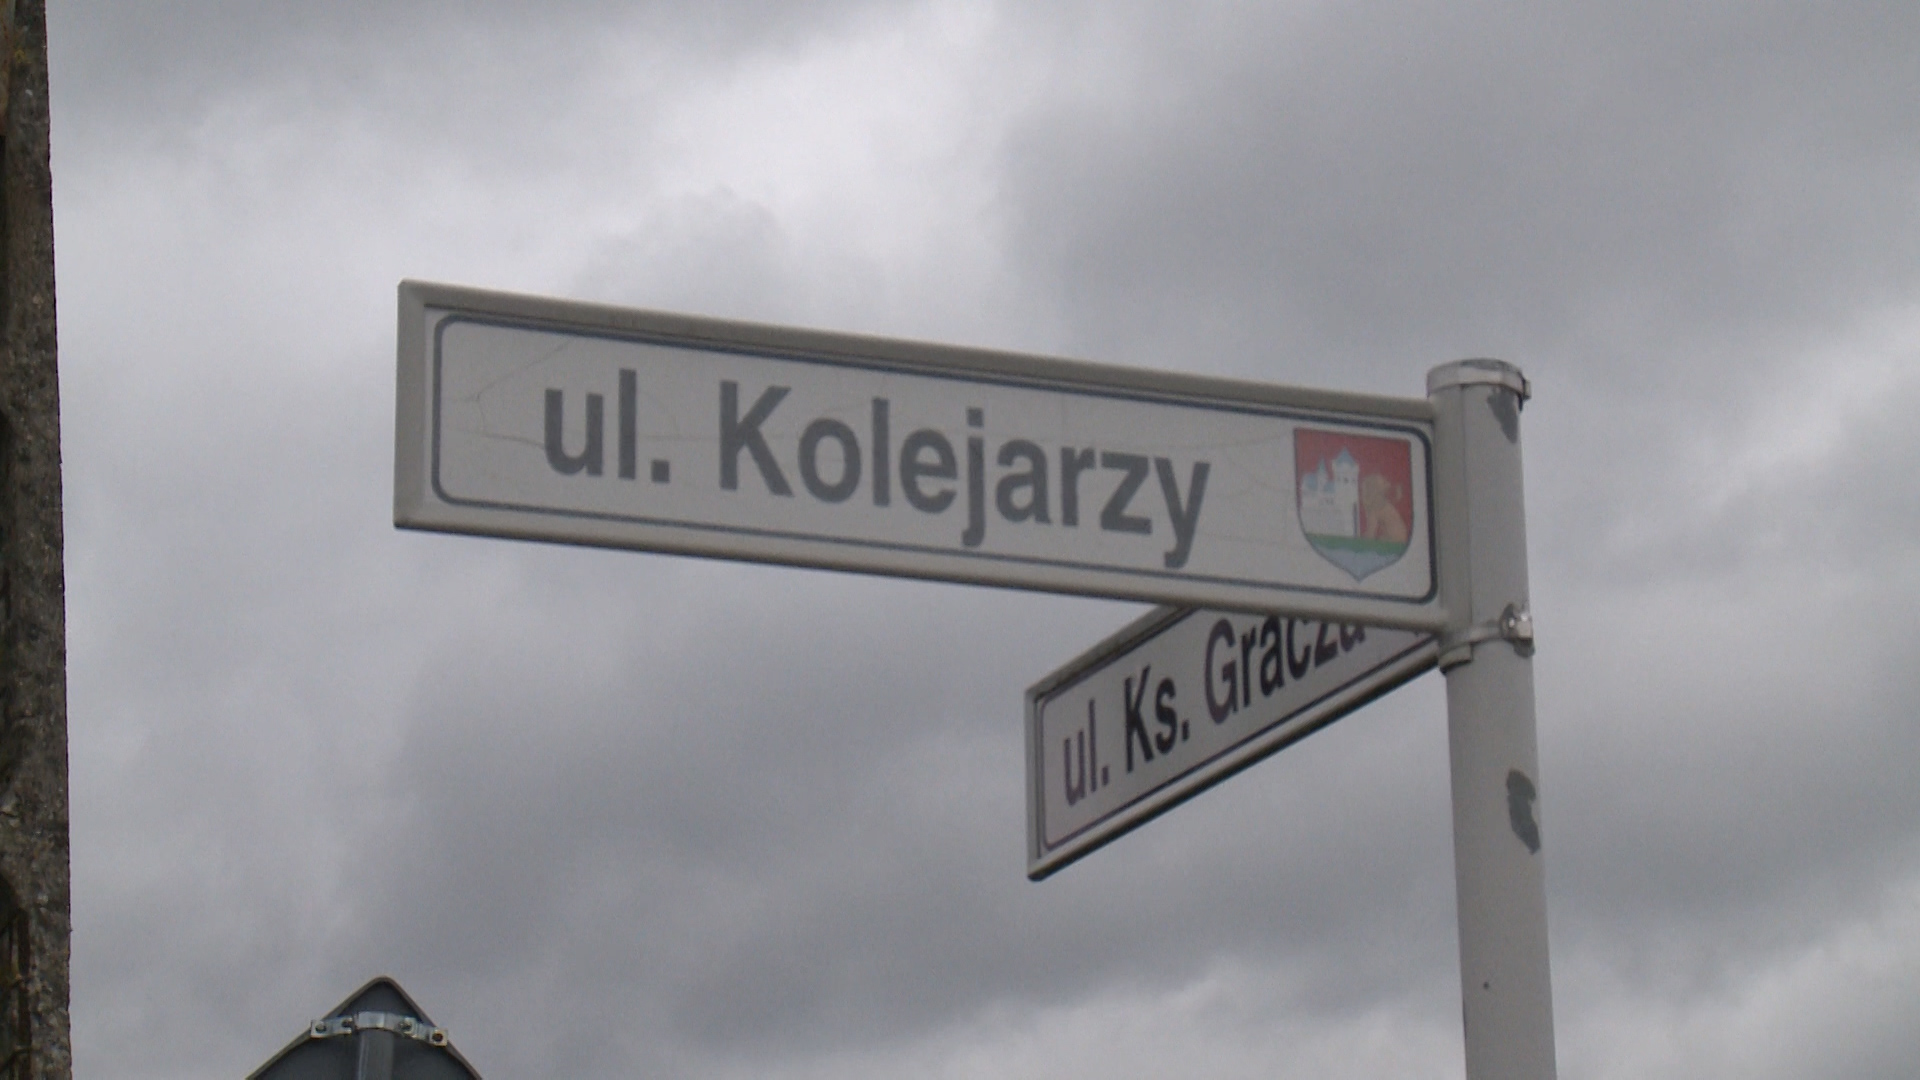 ul. Kolejarzy
ul. Ks. Gracza